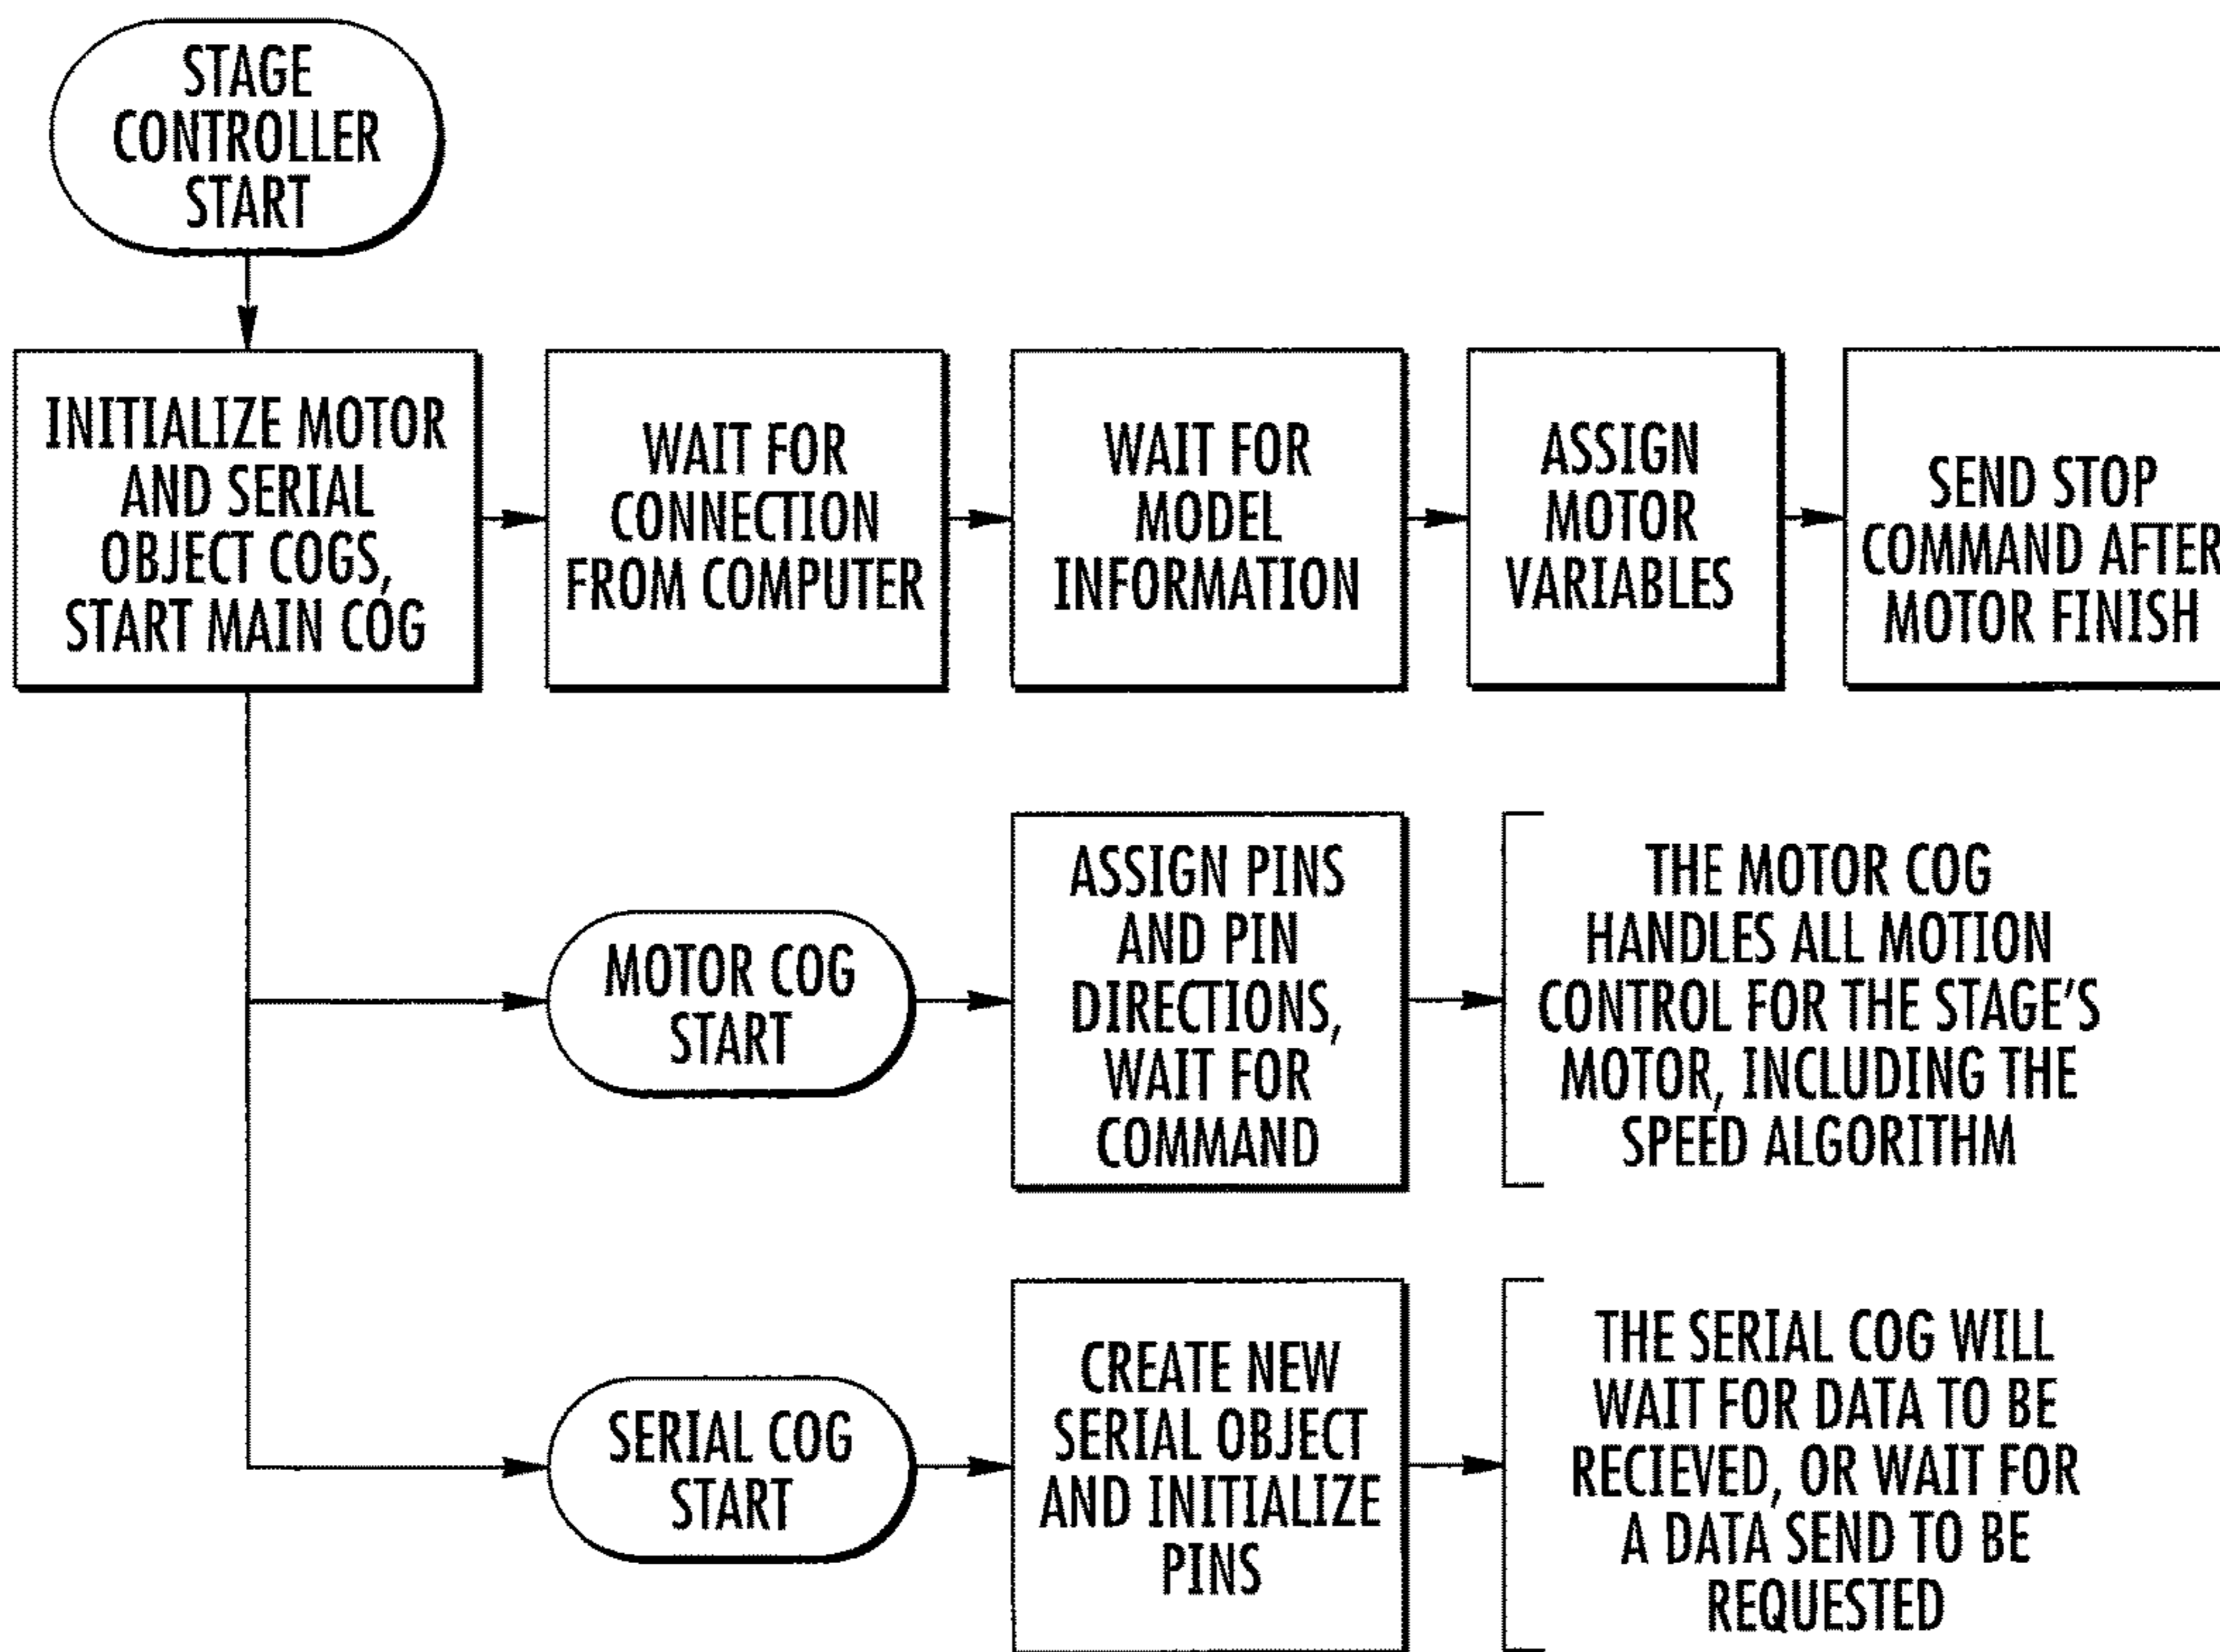 STAGE
CONTROLLER
START
INITIALIZE MOTOR
AND SERIAL
OBJECT COGS,
START MAIN COG
WAIT FOR
CONNECTION
FROM COMPUTER
WAIT FOR
MODEL
INFORMATION
ASSIGN
MOTOR
VARIABLES
SEND STOP
COMMAND AFTER
MOTOR FINISH
MOTOR COG
START
ASSIGN PINS
AND PIN
DIRECTIONS,
WAIT FOR
COMMAND
THE MOTOR COG
HANDLES ALL MOTION
CONTROL FOR THE STAGE'S
MOTOR, INCLUDING THE
SPEED ALGORITHM
SERIAL COG
START
CREATE NEW
SERIAL OBJECT
AND INITIALIZE
PINS
THE SERIAL COG WILL
WAIT FOR DATA TO BE
RECIEVED, OR WAIT FOR
A DATA SEND TO BE
REQUESTED